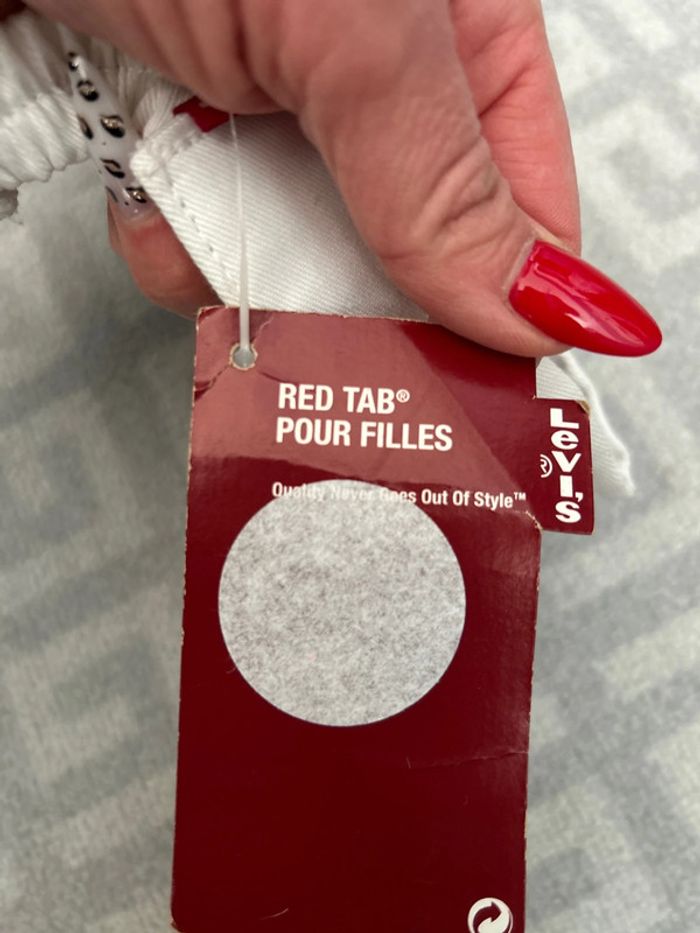 RED TAB®
POUR FILLES
Quality Never Goes Out Of Style™
Levi's
®